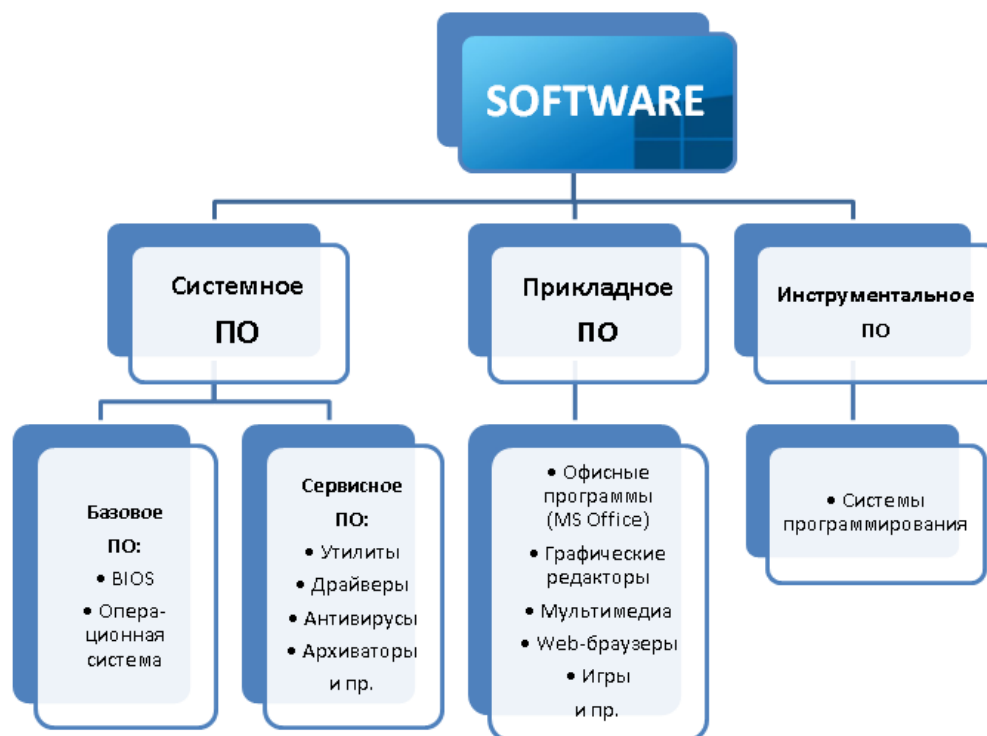 SOFTWARE
Системное
ПО
Прикладное
ПО
Инструментальное
ПО
Базовое
ПО:
• BIOS
• Опера-
ционная
система
Сервисное
ПО:
• Утилиты
• Драйверы
• Антивирусы
• Архиваторы
и пр.
• Офисные
программы
(MS Office)
• Графические
редакторы
• Мультимедиа
• Web-браузеры
• Игры
и пр.
• Системы
программирования